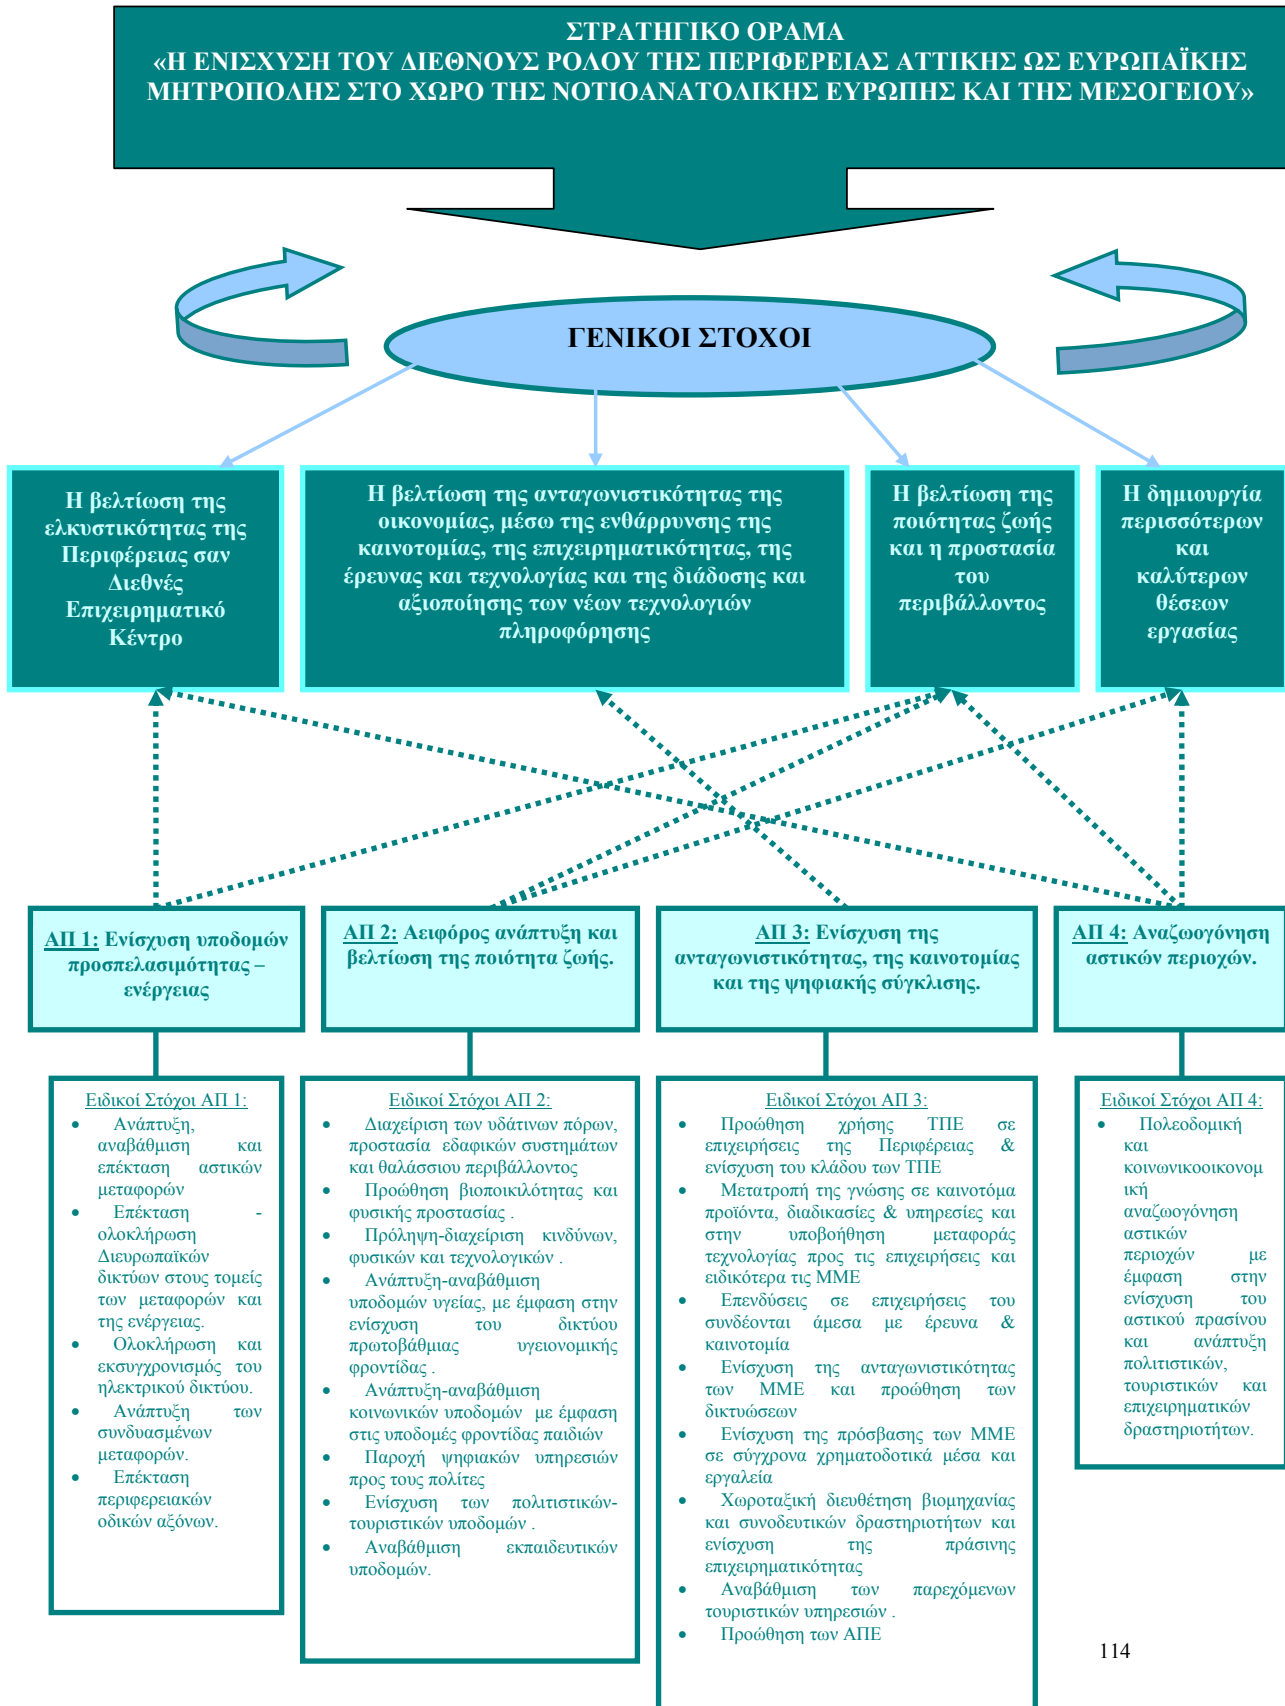 ΣΤΡΑΤΗΓΙΚΟ ΟΡΑΜΑ
«Η ΕΝΙΣΧΥΣΗ ΤΟΥ ΔΙΕΘΝΟΥΣ ΡΟΛΟΥ ΤΗΣ ΠΕΡΙΦΕΡΕΙΑΣ ΑΤΤΙΚΗΣ ΩΣ ΕΥΡΩΠΑΪΚΗΣ
ΜΗΤΡΟΠΟΛΗΣ ΣΤΟ ΧΩΡΟ ΤΗΣ ΝΟΤΙΟΑΝΑΤΟΛΙΚΗΣ ΕΥΡΩΠΗΣ ΚΑΙ ΤΗΣ ΜΕΣΟΓΕΙΟΥ»
ΓΕΝΙΚΟΙ ΣΤΟΧΟΙ
Η βελτίωση της
ελκυστικότητας της
Περιφέρειας σαν
Διεθνές
Επιχειρηματικό
Κέντρο
Η βελτίωση της ανταγωνιστικότητας της
οικονομίας, μέσω της ενθάρρυνσης της
καινοτομίας, της επιχειρηματικότητας, της
έρευνας και τεχνολογίας και της διάδοσης και
αξιοποίησης των νέων τεχνολογιών
πληροφόρησης
Η βελτίωση της
ποιότητας ζωής
και η προστασία
του
περιβάλλοντος
Η δημιουργία
περισσότερων
και
καλύτερων
θέσεων
εργασίας
ΑΠ 1: Ενίσχυση υποδομών
προσπελασιμότητας –
ενέργειας
ΑΠ 2: Αειφόρος ανάπτυξη και
βελτίωση της ποιότητα ζωής.
ΑΠ 3: Ενίσχυση της
ανταγωνιστικότητας, της καινοτομίας
και της ψηφιακής σύγκλισης.
ΑΠ 4: Αναζωογόνηση
αστικών περιοχών.
Ειδικοί Στόχοι ΑΠ 1:
• Ανάπτυξη,
αναβάθμιση και
επέκταση αστικών
μεταφορών
• Επέκταση -
ολοκλήρωση
Διευρωπαϊκών
δικτύων στους τομείς
των μεταφορών και
της ενέργειας.
• Ολοκλήρωση και
εκσυγχρονισμός του
ηλεκτρικού δικτύου.
• Ανάπτυξη των
συνδυασμένων
μεταφορών.
• Επέκταση
περιφερειακών
οδικών αξόνων.
Ειδικοί Στόχοι ΑΠ 2:
• Διαχείριση των υδάτινων πόρων,
προστασία εδαφικών συστημάτων
και θαλάσσιου περιβάλλοντος
• Προώθηση βιοποικιλότητας και
φυσικής προστασίας .
• Πρόληψη-διαχείριση κινδύνων,
φυσικών και τεχνολογικών .
• Ανάπτυξη-αναβάθμιση
υποδομών υγείας, με έμφαση στην
ενίσχυση του δικτύου
πρωτοβάθμιας υγειονομικής
φροντίδας .
• Ανάπτυξη-αναβάθμιση
κοινωνικών υποδομών με έμφαση
στις υποδομές φροντίδας παιδιών
• Παροχή ψηφιακών υπηρεσιών
προς τους πολίτες
• Ενίσχυση των πολιτιστικών-
τουριστικών υποδομών .
• Αναβάθμιση εκπαιδευτικών
υποδομών.
Ειδικοί Στόχοι ΑΠ 3:
• Προώθηση χρήσης ΤΠΕ σε
επιχειρήσεις της Περιφέρειας &
ενίσχυση του κλάδου των ΤΠΕ
• Μετατροπή της γνώσης σε καινοτόμα
προϊόντα, διαδικασίες & υπηρεσίες και
στην υποβοήθηση μεταφοράς
τεχνολογίας προς τις επιχειρήσεις και
ειδικότερα τις ΜΜΕ
• Επενδύσεις σε επιχειρήσεις του
συνδέονται άμεσα με έρευνα &
καινοτομία
• Ενίσχυση της ανταγωνιστικότητας
των ΜΜΕ και προώθηση των
δικτυώσεων
• Ενίσχυση της πρόσβασης των ΜΜΕ
σε σύγχρονα χρηματοδοτικά μέσα και
εργαλεία
• Χωροταξική διευθέτηση βιομηχανίας
και συνοδευτικών δραστηριοτήτων και
ενίσχυση της πράσινης
επιχειρηματικότητας
• Αναβάθμιση των παρεχόμενων
τουριστικών υπηρεσιών .
• Προώθηση των ΑΠΕ
Ειδικοί Στόχοι ΑΠ 4:
• Πολεοδομική
και
κοινωνικοοικονομ
ική
αναζωογόνηση
αστικών
περιοχών με
έμφαση στην
ενίσχυση του
αστικού πρασίνου
και ανάπτυξη
πολιτιστικών,
τουριστικών και
επιχειρηματικών
δραστηριοτήτων.
114